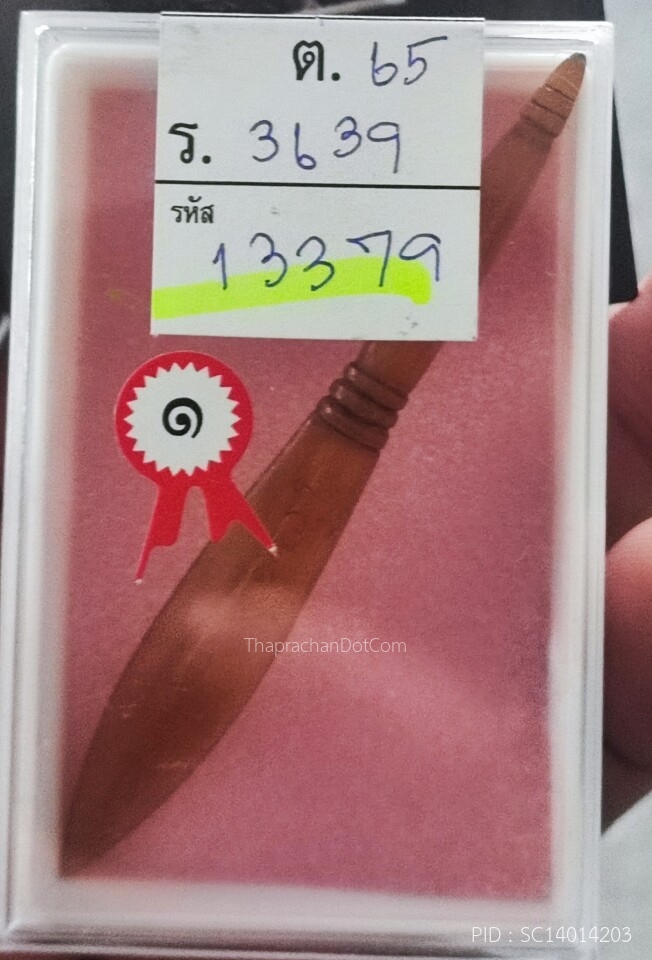 ต. 65
ร. 3639
รหัส
13379
๑
ThaprachanDotCom
PID : SC14014203